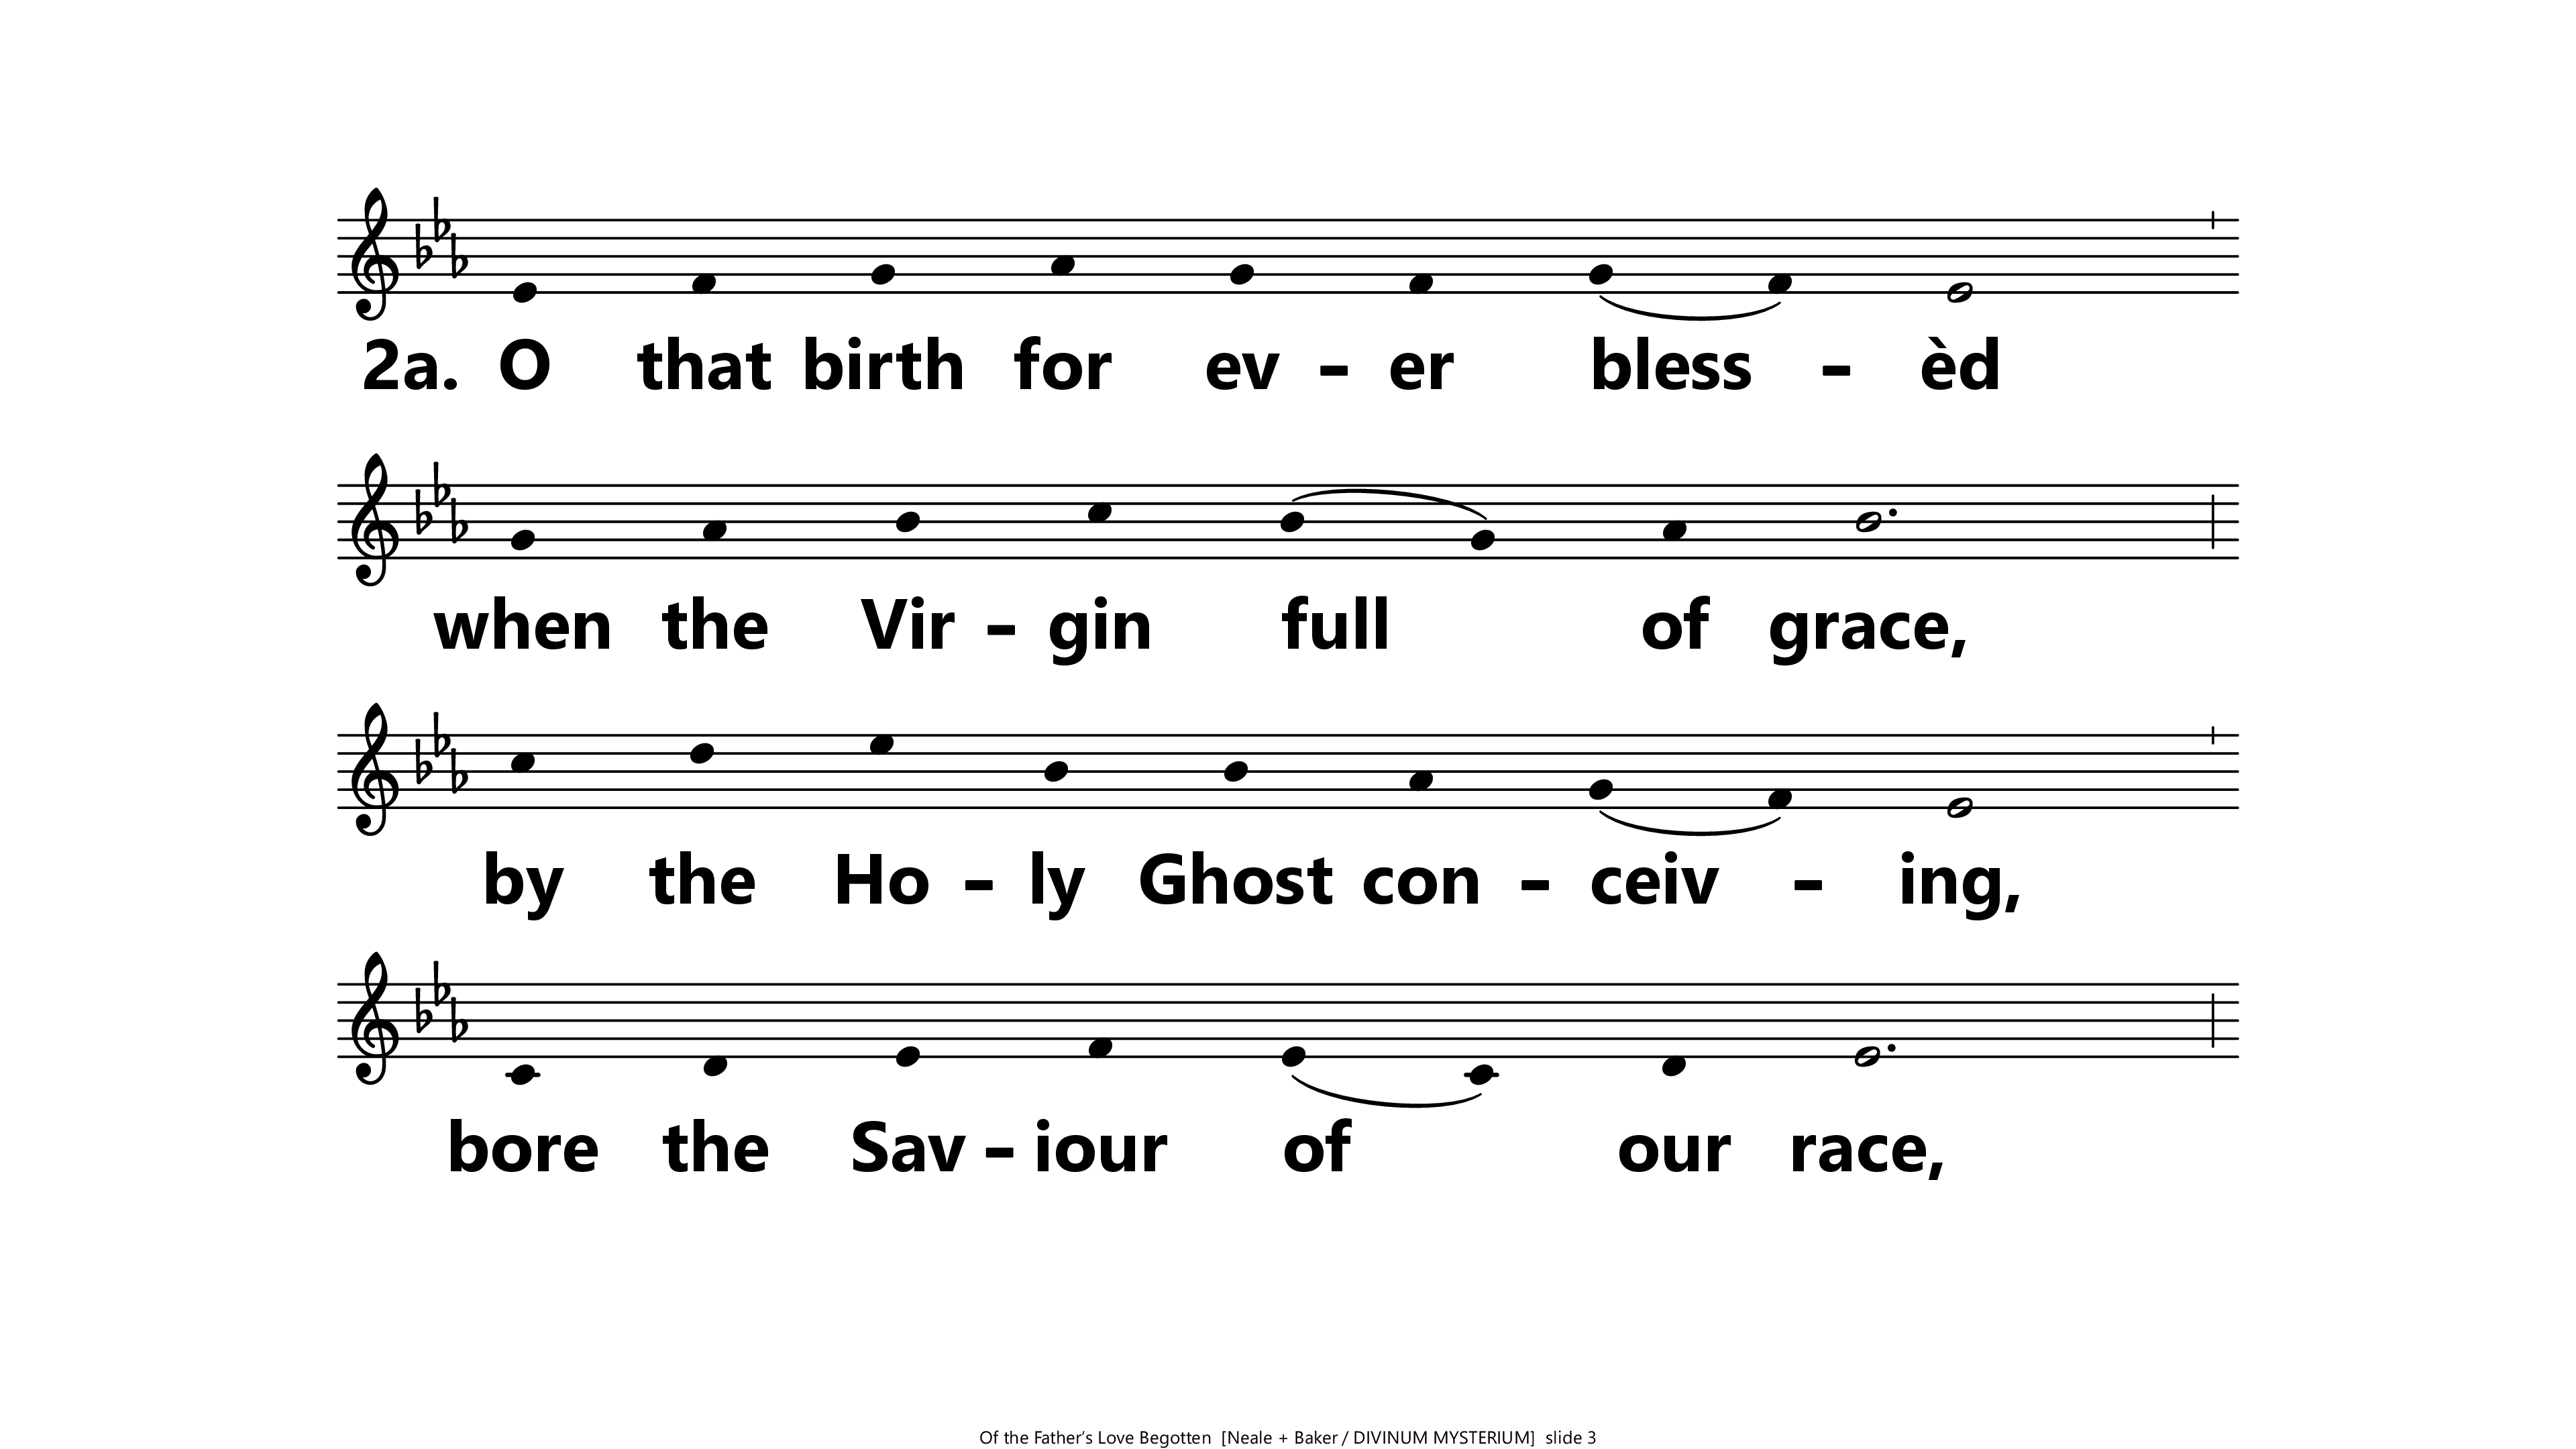 2a. O that birth for ev - er bless - èd
when the Vir - gin full of grace,
by the Ho - ly Ghost con - ceiv - ing,
bore the Sav - iour of our race,
Of the Father’s Love Begotten [Neale + Baker / DIVINUM MYSTERIUM] slide 3